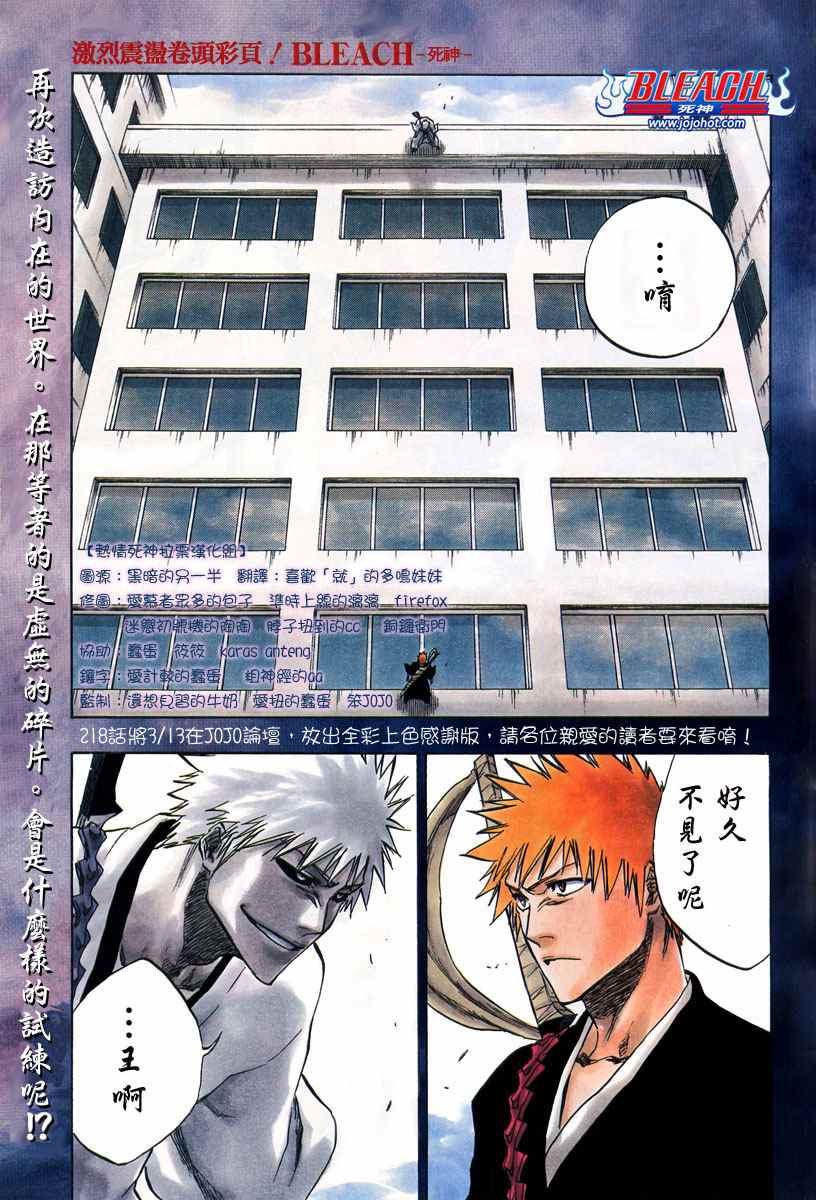 激烈震盪卷頭彩頁！BLEACH－死神－
BLEACH
死神
www.jojohot.com
再次造訪內在的世界。在那等著的是虛無的碎片。會是什麼樣的試練呢!?
…唷
【熱情死神拉票漢化組】
圖源：黑暗的另一半　翻譯：喜歡「就」的多鳴妹妹
修圖：愛慕者眾多的包子　準時上線的滴滴　firefox
迷戀初號機的陶陶　脖子扭到的cc　銅鑼衛門
協助：蠢蛋　筱筱　karas anteng
鑲字：愛計較的蠢蛋　粗神經的aa
監制：還想見習的牛奶　愛扭的蠢蛋　笨JOJO
218話將3/13在JOJO論壇，放出全彩上色感謝版，請各位親愛的讀者要來看唷！
好久
不見了呢
…王啊